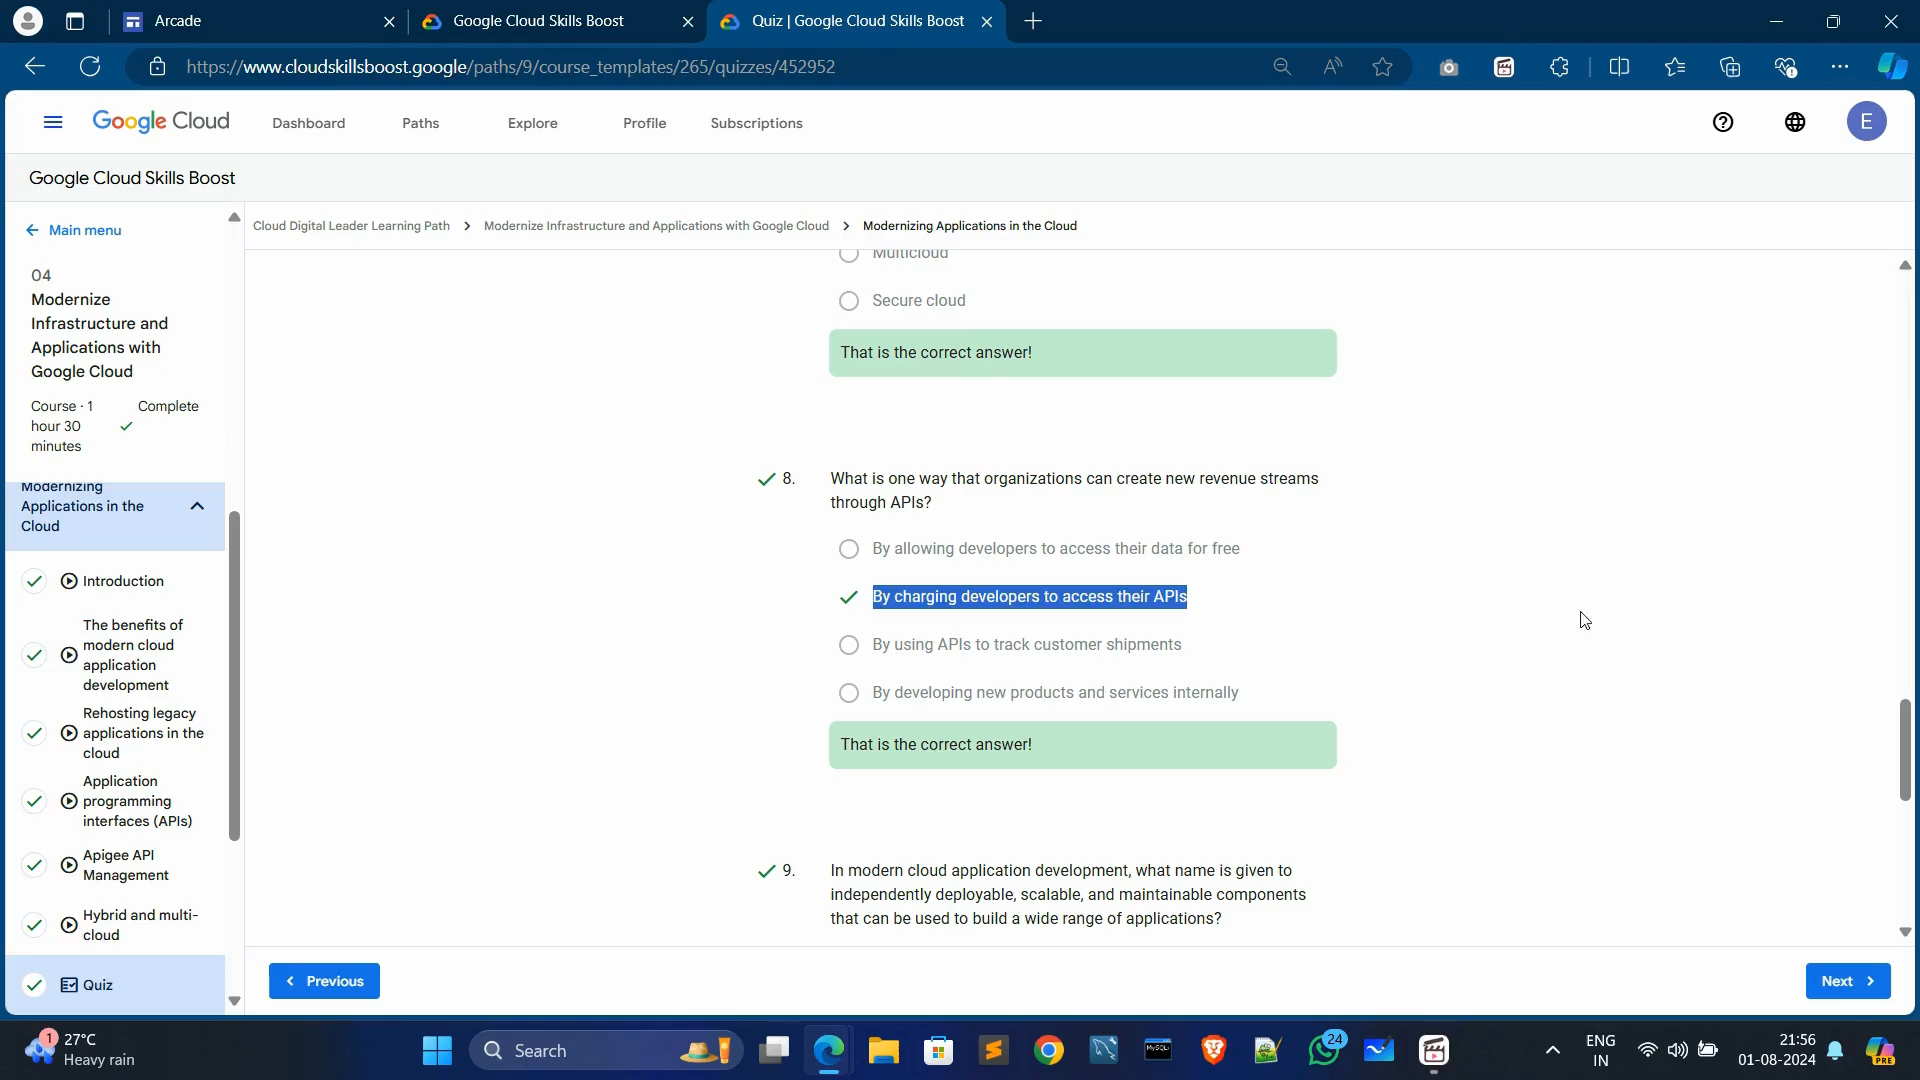 Arcade
Google Cloud Skills Boost
Quiz | Google Cloud Skills Boost
https://www.cloudskillsboost.google/paths/9/course_templates/265/quizzes/452952
Google Cloud
Dashboard
Paths
Explore
Profile
Subscriptions
E
Google Cloud Skills Boost
Main menu
04
Modernize
Infrastructure and
Applications with
Google Cloud
Course · 1
hour 30
minutes
Complete
Modernizing
Applications in the
Cloud
Introduction
The benefits of
modern cloud
application
development
Rehosting legacy
applications in the
cloud
Application
programming
interfaces (APIs)
Apigee API
Management
Hybrid and multi-
cloud
Quiz
Cloud Digital Leader Learning Path > Modernize Infrastructure and Applications with Google Cloud > Modernizing Applications in the Cloud
Multicloud
Secure cloud
That is the correct answer!
8. What is one way that organizations can create new revenue streams
through APIs?
By allowing developers to access their data for free
By charging developers to access their APIs
By using APIs to track customer shipments
By developing new products and services internally
That is the correct answer!
9. In modern cloud application development, what name is given to
independently deployable, scalable, and maintainable components
that can be used to build a wide range of applications?
Previous
Next
1
27°C
Heavy rain
Search
MySQL
24
ENG
IN
21:56
01-08-2024
PRE